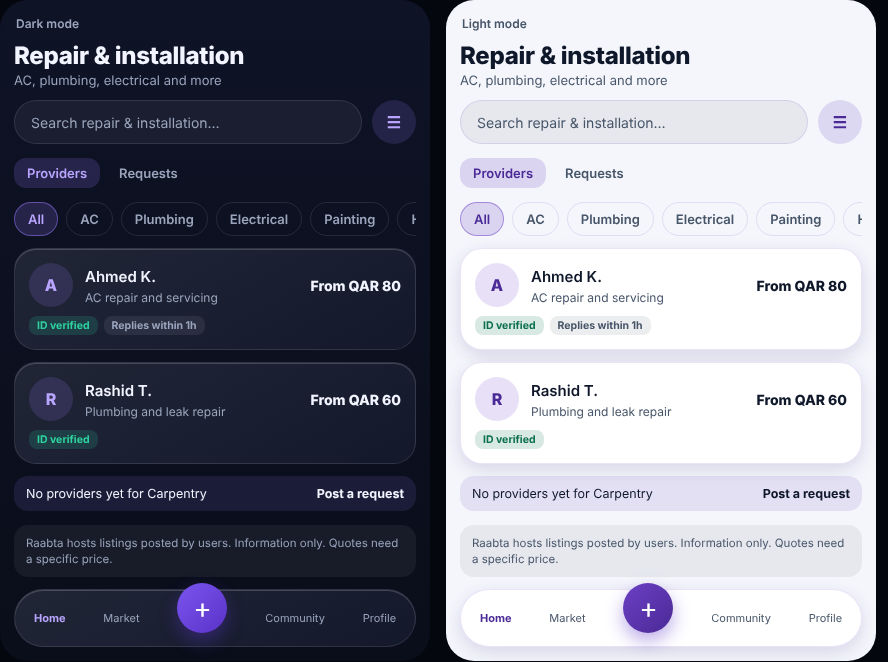 Dark mode
Repair & installation
AC, plumbing, electrical and more
Search repair & installation...
Providers Requests
All AC Plumbing Electrical Painting
A Ahmed K. From QAR 80
AC repair and servicing
ID verified Replies within 1h
R Rashid T. From QAR 60
Plumbing and leak repair
ID verified
No providers yet for Carpentry Post a request
Raabta hosts listings posted by users. Information only. Quotes need
a specific price.
Home Market + Community Profile
Light mode
Repair & installation
AC, plumbing, electrical and more
Search repair & installation...
Providers Requests
All AC Plumbing Electrical Painting
A Ahmed K. From QAR 80
AC repair and servicing
ID verified Replies within 1h
R Rashid T. From QAR 60
Plumbing and leak repair
ID verified
No providers yet for Carpentry Post a request
Raabta hosts listings posted by users. Information only. Quotes need
a specific price.
Home Market + Community Profile